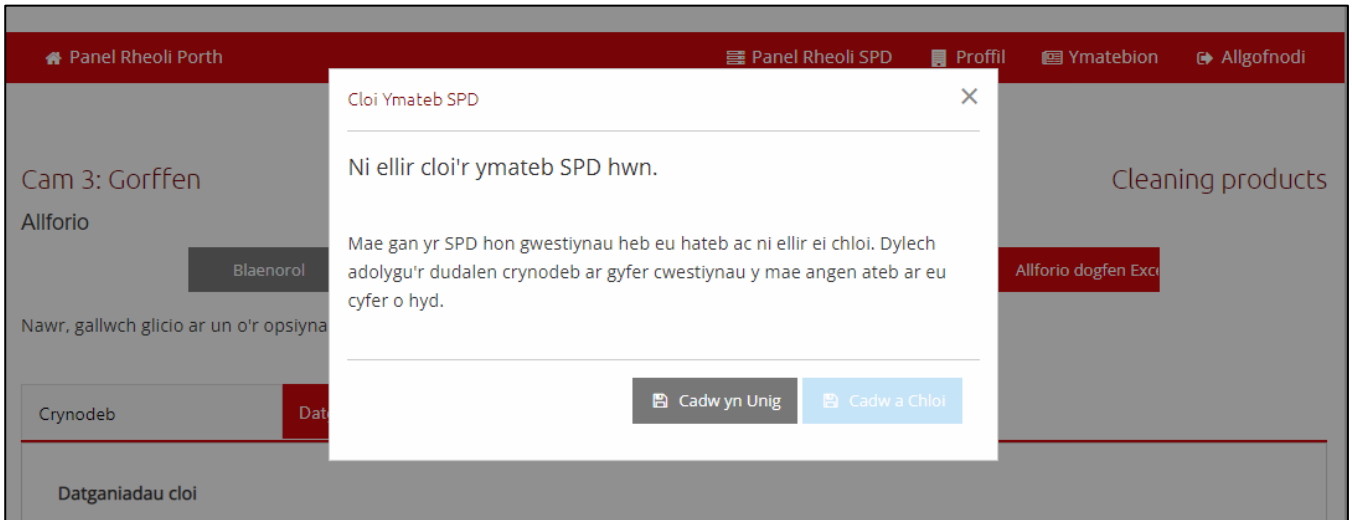 Panel Rheoli Porth
Panel Rheoli SPD
Proffil
Ymatebion
Allgofnodi
Cloi Ymateb SPD
Ni ellir cloi'r ymateb SPD hwn.
Cam 3: Gorffen
Cleaning products
Allforio
Mae gan yr SPD hon gwestiynau heb eu hateb ac ni ellir ei chloi. Dylech
adolygu'r dudalen crynodeb ar gyfer cwestiynau y mae angen ateb ar eu
cyfer o hyd.
Blaenorol
Allforio dogfen Exc
Nawr, gallwch glicio ar un o'r opsiyna
Cadw yn Unig
Cadw a Chloi
Crynodeb
Dat
Datganiadau cloi